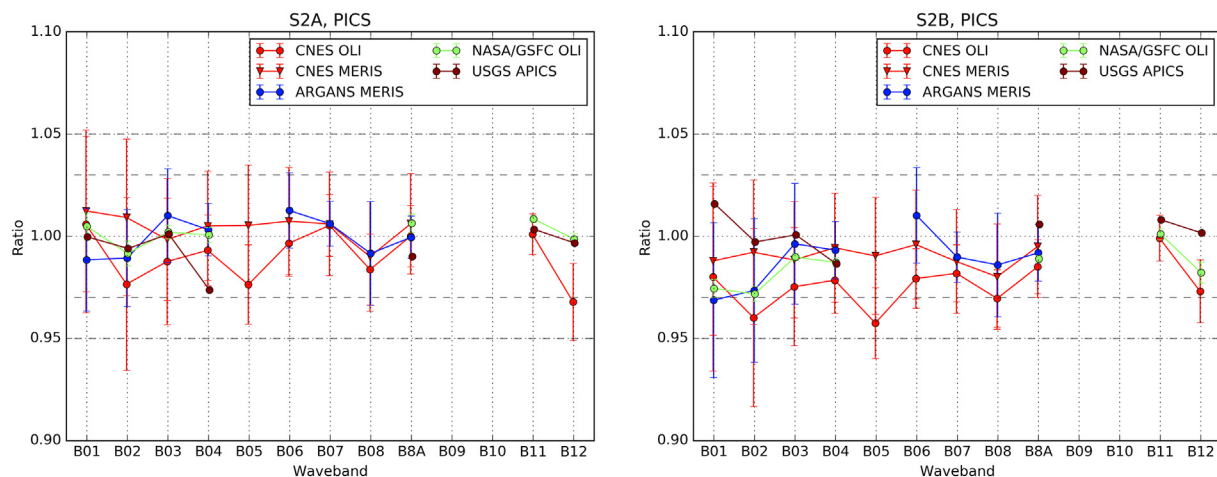 S2A, PICS
1.10
1.05
1.00
0.95
0.90
Ratio
CNES OLI
CNES MERIS
ARGANS MERIS
NASA/GSFC OLI
USGS APICS
B01 B02 B03 B04 B05 B06 B07 B08 B8A B09 B10 B11 B12
Waveband
S2B, PICS
1.10
1.05
1.00
0.95
0.90
Ratio
CNES OLI
CNES MERIS
ARGANS MERIS
NASA/GSFC OLI
USGS APICS
B01 B02 B03 B04 B05 B06 B07 B08 B8A B09 B10 B11 B12
Waveband